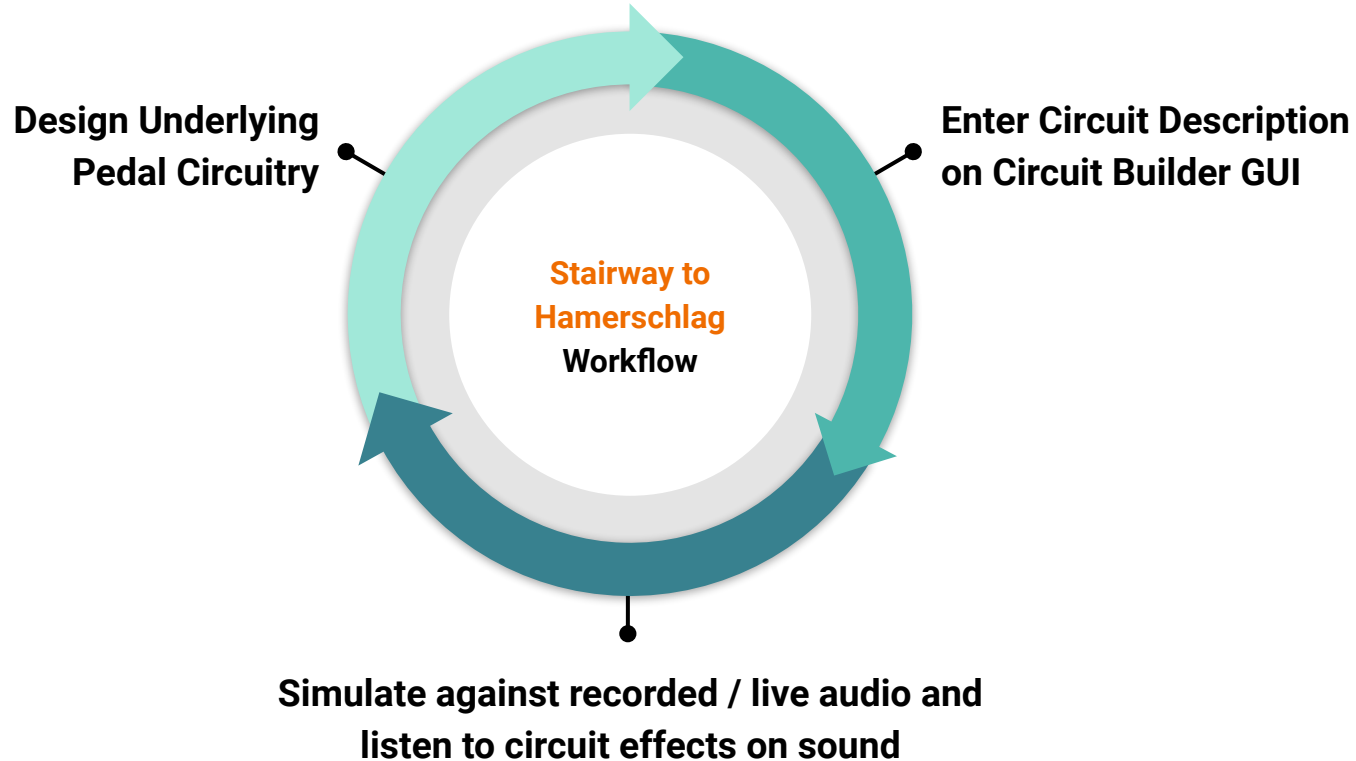 Design Underlying
Pedal Circuitry
Enter Circuit Description
on Circuit Builder GUI
Stairway to
Hamerschlag
Workflow
Simulate against recorded / live audio and
listen to circuit effects on sound